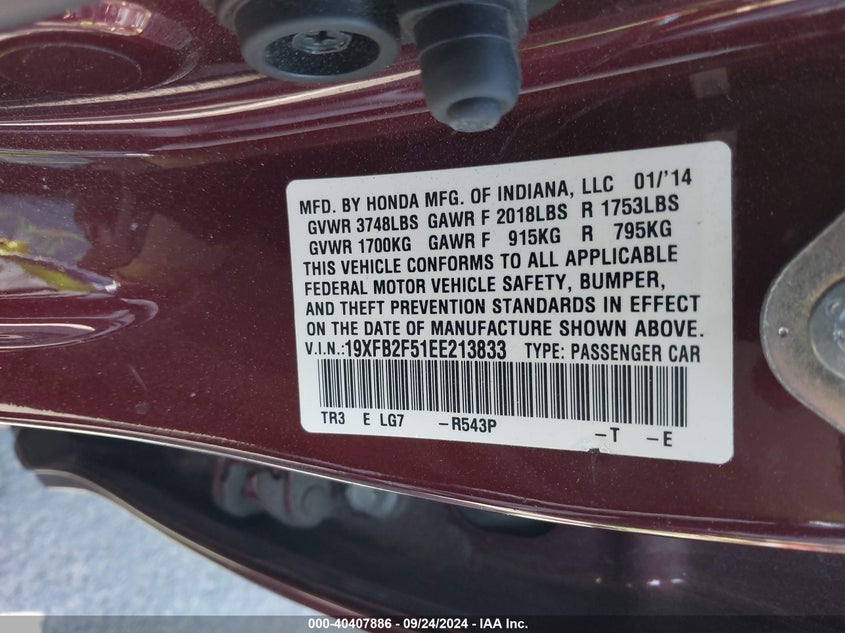 MFD. BY HONDA MFG. OF INDIANA, LLC 01/'14
GVWR 3748LBS GAWR F 2018LBS R 1753LBS
GVWR 1700KG GAWR F 915KG R 795KG
THIS VEHICLE CONFORMS TO ALL APPLICABLE
FEDERAL MOTOR VEHICLE SAFETY, BUMPER,
AND THEFT PREVENTION STANDARDS IN EFFECT
ON THE DATE OF MANUFACTURE SHOWN ABOVE.
V.I.N.:19XFB2F51EE213833 TYPE: PASSENGER CAR
TR3 E LG7 -R543P -T -E
000-40407886 - 09/24/2024 - IAA Inc.